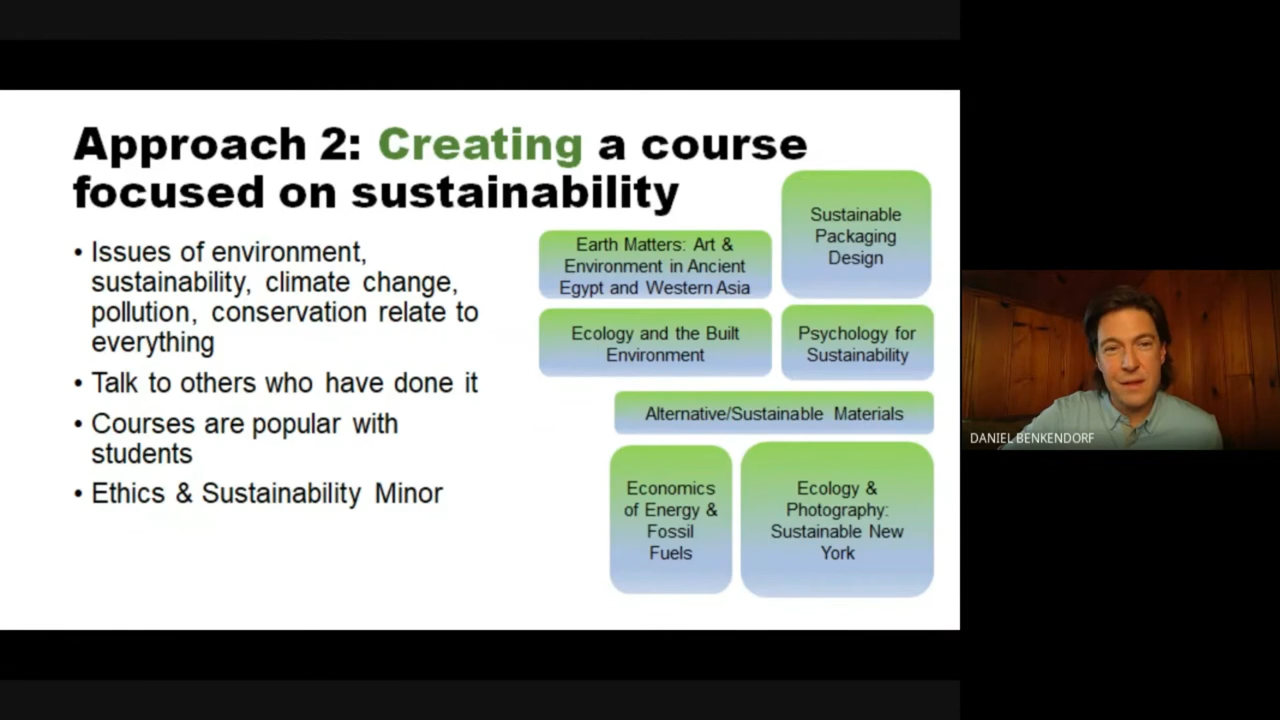 Approach 2: Creating a course
focused on sustainability
• Issues of environment,
sustainability, climate change,
pollution, conservation relate to
everything
• Talk to others who have done it
• Courses are popular with
students
• Ethics & Sustainability Minor
Earth Matters: Art &
Environment in Ancient
Egypt and Western Asia
Sustainable
Packaging
Design
Ecology and the Built
Environment
Psychology for
Sustainability
Alternative/Sustainable Materials
Economics
of Energy &
Fossil
Fuels
Ecology &
Photography:
Sustainable New
York
DANIEL BENKENDORF